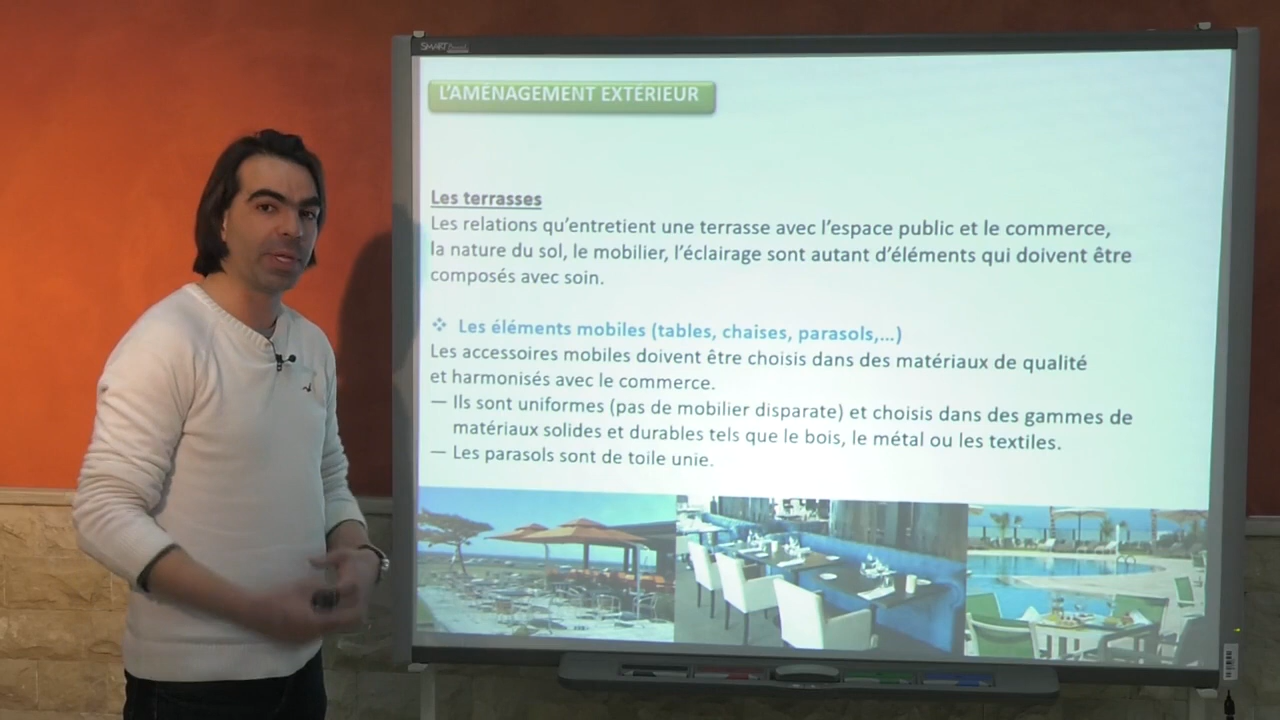 SMART
L'AMÉNAGEMENT EXTÉRIEUR
Les terrasses
Les relations qu'entretient une terrasse avec l'espace public et le commerce,
la nature du sol, le mobilier, l'éclairage sont autant d'éléments qui doivent être
composés avec soin.
❖ Les éléments mobiles (tables, chaises, parasols,...)
Les accessoires mobiles doivent être choisis dans des matériaux de qualité
et harmonisés avec le commerce.
— Ils sont uniformes (pas de mobilier disparate) et choisis dans des gammes de
matériaux solides et durables tels que le bois, le métal ou les textiles.
— Les parasols sont de toile unie.